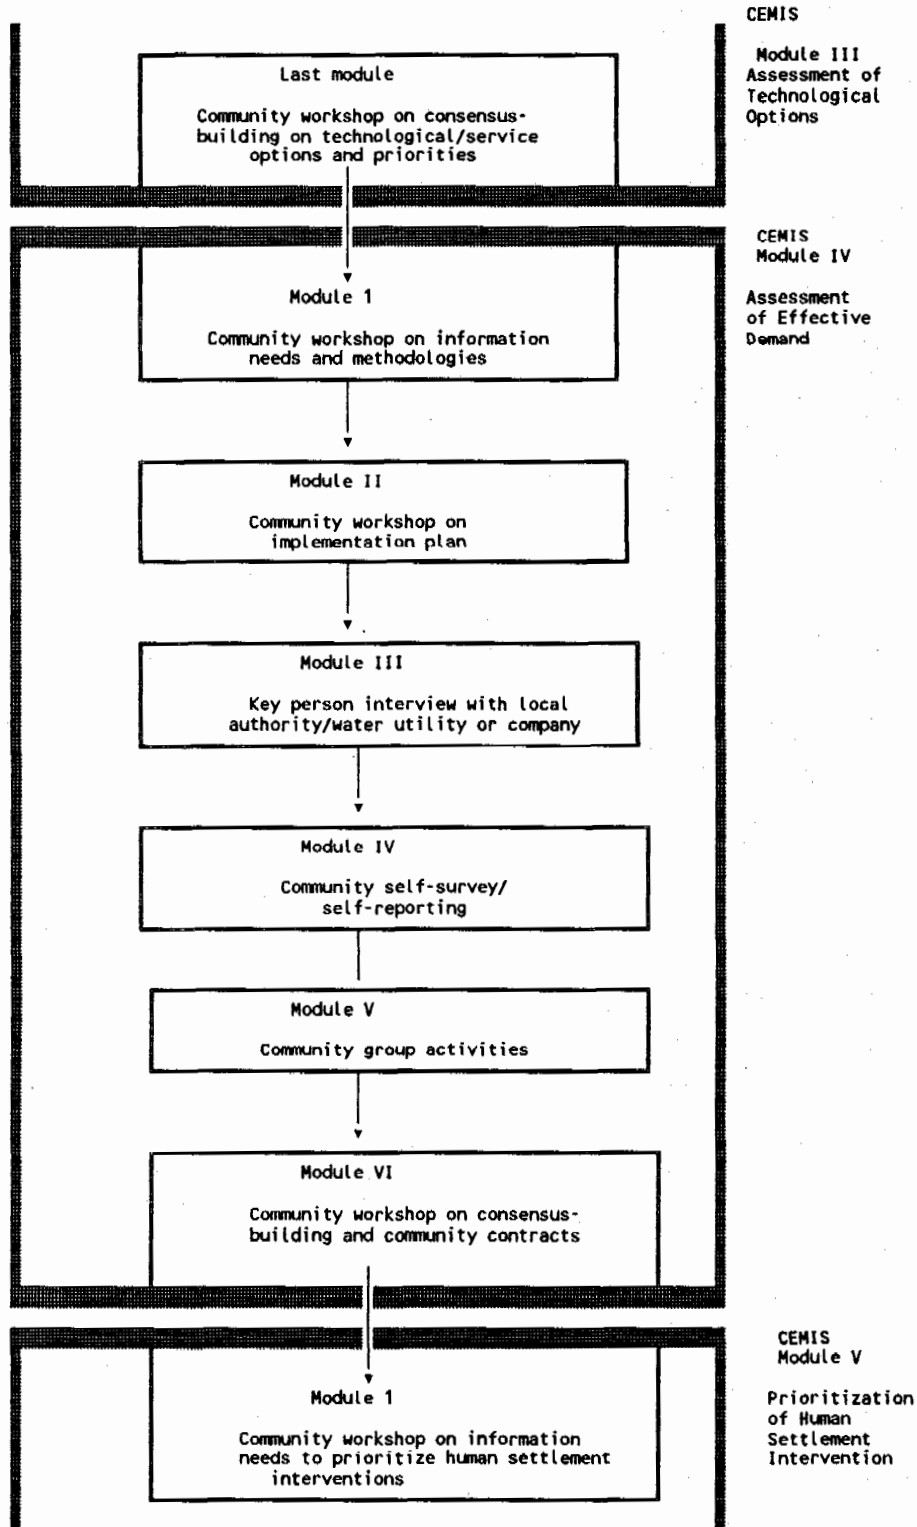 CEMIS
Module III
Assessment of
Technological
Options
Last module
Community workshop on consensus-
building on technological/service
options and priorities
CEMIS
Module IV
Assessment
of Effective
Demand
Module 1
Community workshop on information
needs and methodologies
Module II
Community workshop on
implementation plan
Module III
Key person interview with local
authority/water utility or company
Module IV
Community self-survey/
self-reporting
Module V
Community group activities
Module VI
Community workshop on consensus-
building and community contracts
CEMIS
Module V
Prioritization
of Human
Settlement
Intervention
Module 1
Community workshop on information
needs to prioritize human settlement
interventions